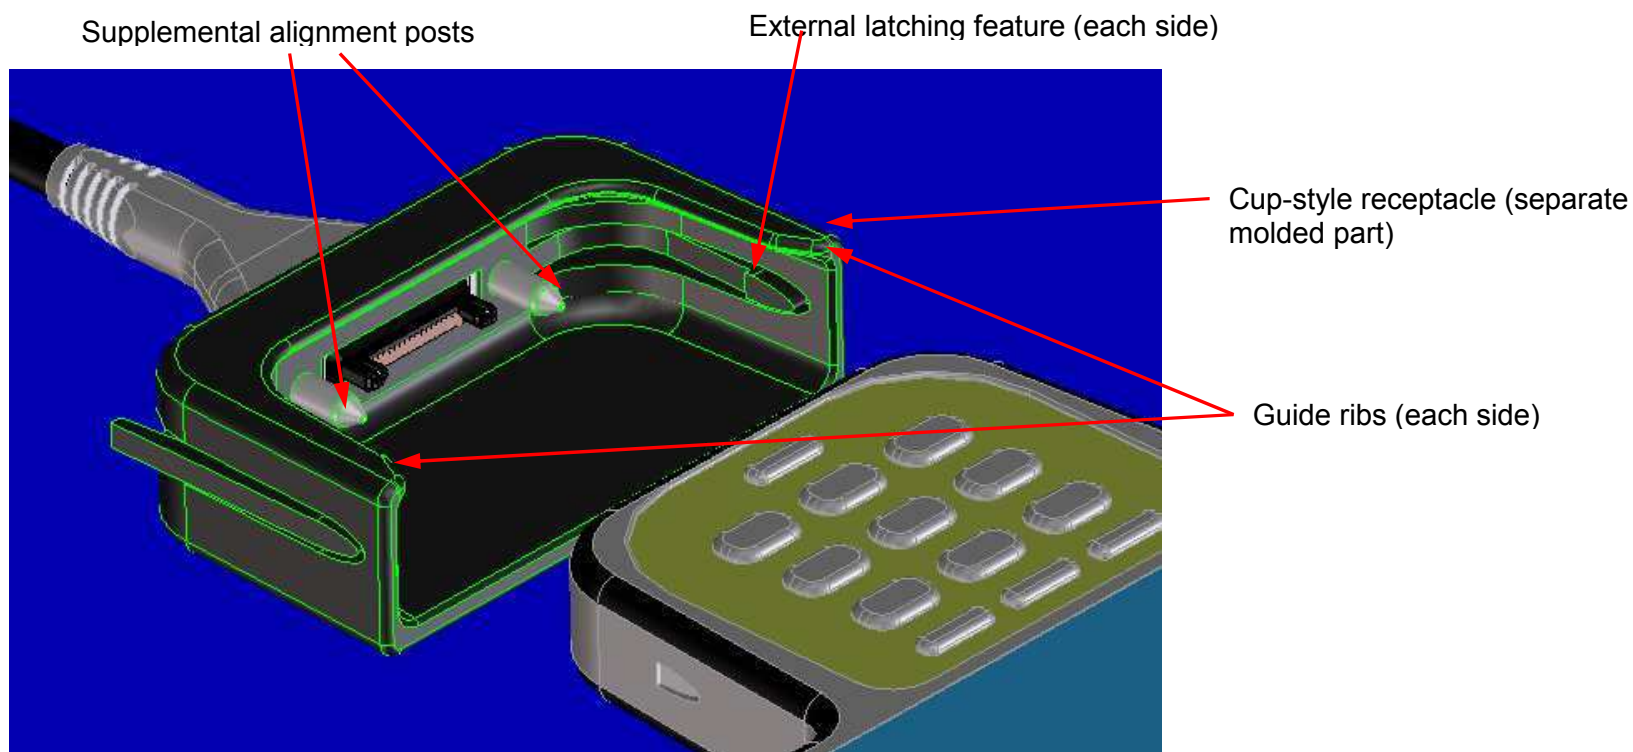 Supplemental alignment posts
External latching feature (each side)
Cup-style receptacle (separate
molded part)
Guide ribs (each side)